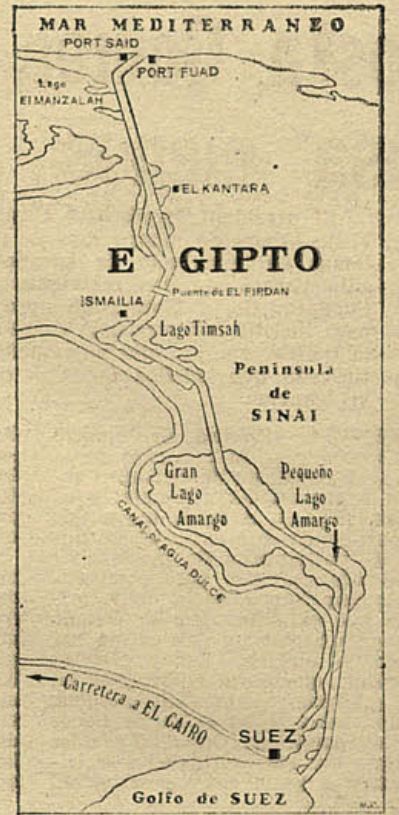 MAR MEDITERRANEO
PORT SAID
PORT FUAD
Lago
El MANZALAH
EL KANTARA
EGIPTO
Puente de EL FIRDAN
ISMAILIA
Lago Timsah
Peninsula
de
SINAI
Gran
Lago
Amargo
Pequeño
Lago
Amargo
CANAL DE AGUA DULCE
Carretera a EL CAIRO
SUEZ
Golfo de SUEZ